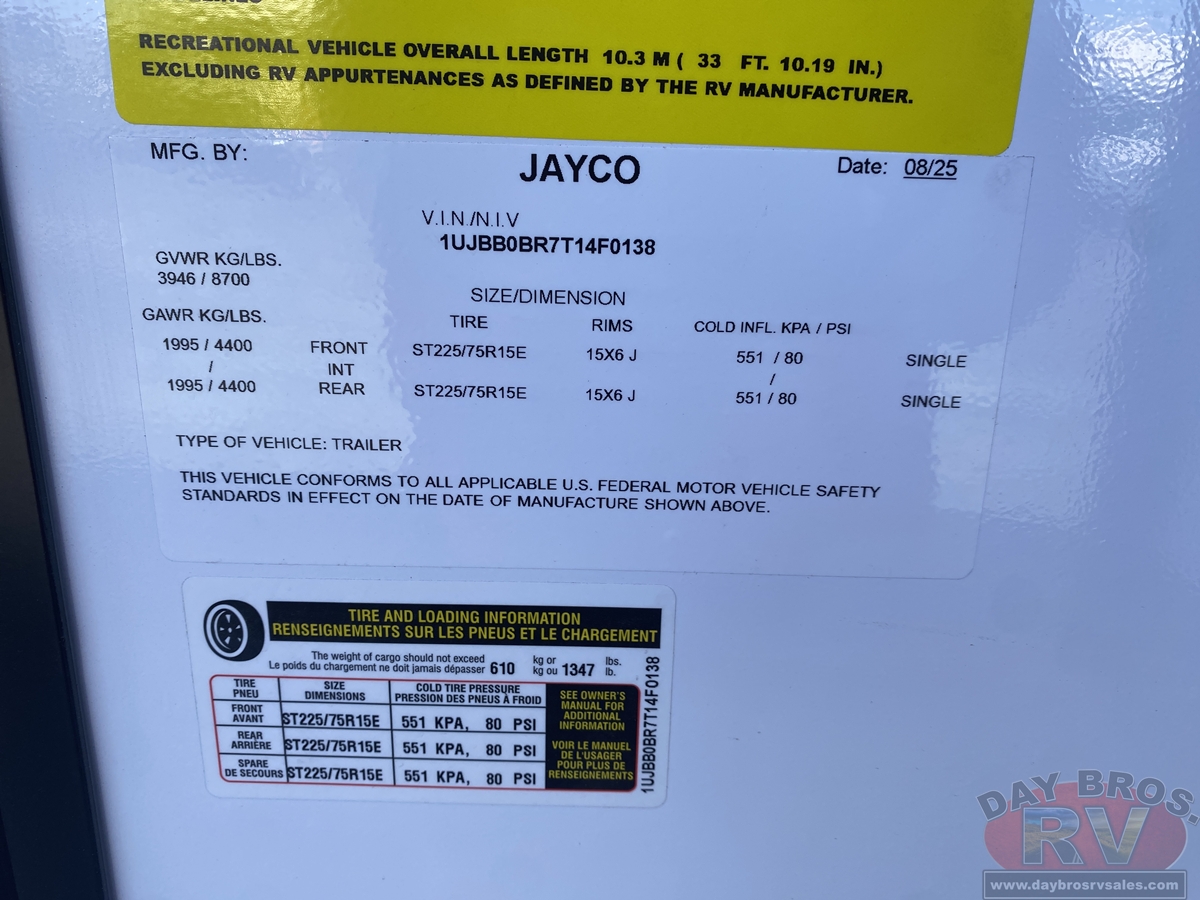 RECREATIONAL VEHICLE OVERALL LENGTH 10.3 M ( 33 FT. 10.19 IN.)
EXCLUDING RV APPURTENANCES AS DEFINED BY THE RV MANUFACTURER.
MFG. BY: JAYCO Date: 08/25
V.I.N./N.I.V
1UJBB0BR7T14F0138
GVWR KG/LBS.
3946 / 8700
SIZE/DIMENSION
GAWR KG/LBS. TIRE RIMS COLD INFL. KPA / PSI
1995 / 4400 FRONT ST225/75R15E 15X6 J 551 / 80 SINGLE
/ INT /
1995 / 4400 REAR ST225/75R15E 15X6 J 551 / 80 SINGLE
TYPE OF VEHICLE: TRAILER
THIS VEHICLE CONFORMS TO ALL APPLICABLE U.S. FEDERAL MOTOR VEHICLE SAFETY
STANDARDS IN EFFECT ON THE DATE OF MANUFACTURE SHOWN ABOVE.
TIRE AND LOADING INFORMATION
RENSEIGNEMENTS SUR LES PNEUS ET LE CHARGEMENT
The weight of cargo should not exceed kg or lbs.
Le poids du chargement ne doit jamais dépasser 610 kg ou 1347 lb.
TIRE SIZE COLD TIRE PRESSURE
PNEU DIMENSIONS PRESSION DES PNEUS À FROID
FRONT
AVANT ST225/75R15E 551 KPA, 80 PSI
REAR
ARRIÈRE ST225/75R15E 551 KPA, 80 PSI
SPARE
DE SECOURS ST225/75R15E 551 KPA, 80 PSI
SEE OWNER'S
MANUAL FOR
ADDITIONAL
INFORMATION
VOIR LE MANUEL
DE L'USAGER
POUR PLUS DE
RENSEIGNEMENTS
1UJBB0BR7T14F0138
DAY BROS.
RV
www.daybrosrvsales.com